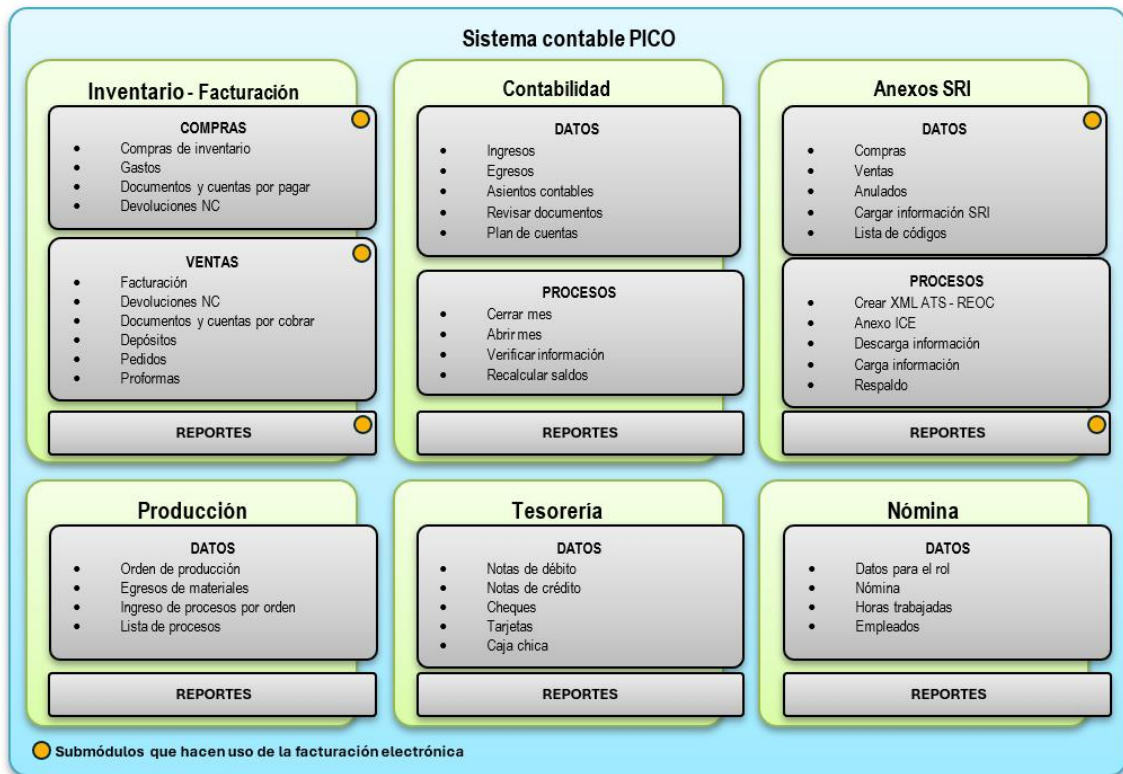 Sistema contable PICO
Inventario - Facturación
COMPRAS
• Compras de inventario
• Gastos
• Documentos y cuentas por pagar
• Devoluciones NC
VENTAS
• Facturación
• Devoluciones NC
• Documentos y cuentas por cobrar
• Depósitos
• Pedidos
• Proformas
REPORTES
Contabilidad
DATOS
• Ingresos
• Egresos
• Asientos contables
• Revisar documentos
• Plan de cuentas
PROCESOS
• Cerrar mes
• Abrir mes
• Verificar información
• Recalcular saldos
REPORTES
Anexos SRI
DATOS
• Compras
• Ventas
• Anulados
• Cargar información SRI
• Lista de códigos
PROCESOS
• Crear XML ATS - REOC
• Anexo ICE
• Descarga información
• Carga información
• Respaldo
REPORTES
Producción
DATOS
• Orden de producción
• Egresos de materiales
• Ingreso de procesos por orden
• Lista de procesos
REPORTES
Tesorería
DATOS
• Notas de débito
• Notas de crédito
• Cheques
• Tarjetas
• Caja chica
REPORTES
Nómina
DATOS
• Datos para el rol
• Nómina
• Horas trabajadas
• Empleados
REPORTES
Submódulos que hacen uso de la facturación electrónica